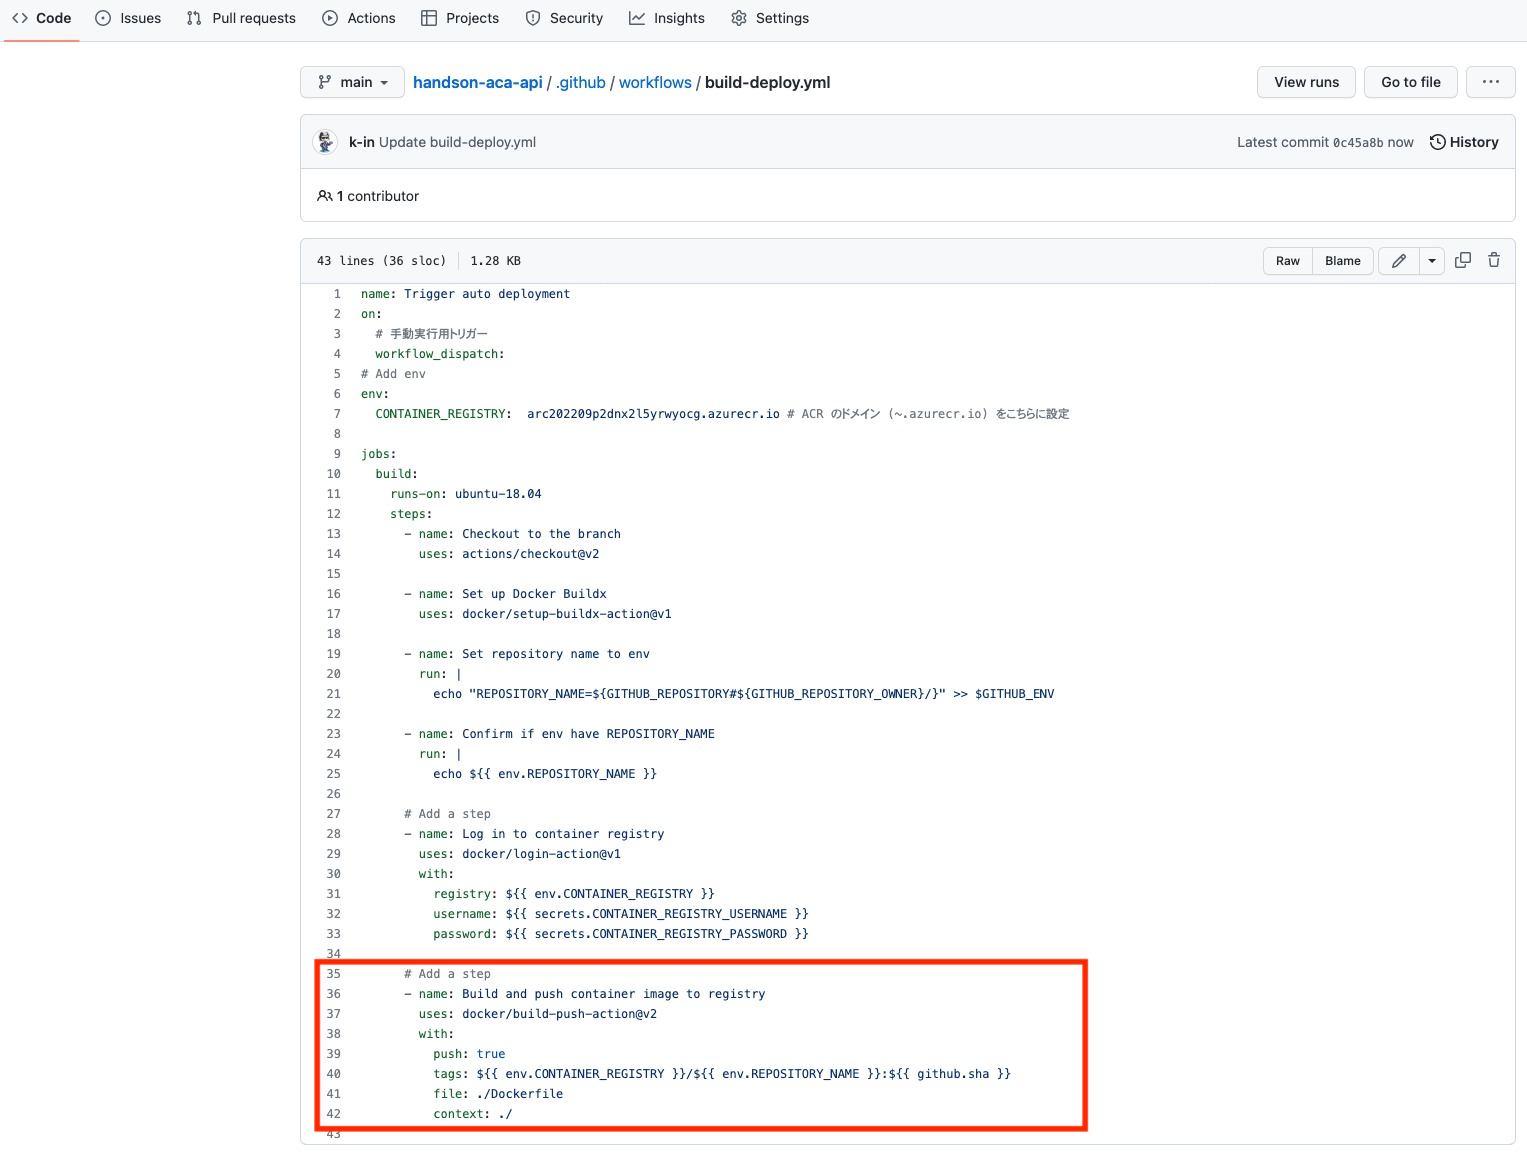 Code Issues Pull requests Actions Projects Security Insights Settings
main handson-aca-api / .github / workflows / build-deploy.yml View runs Go to file ...
k-in Update build-deploy.yml Latest commit 0c45a8b now History
1 contributor
43 lines (36 sloc) 1.28 KB Raw Blame
1 name: Trigger auto deployment
2 on:
3   # 手動実行用トリガー
4   workflow_dispatch:
5 # Add env
6 env:
7   CONTAINER_REGISTRY:  arc202209p2dnx2l5yrwyocg.azurecr.io # ACR のドメイン (~.azurecr.io) をこちらに設定
8
9 jobs:
10   build:
11     runs-on: ubuntu-18.04
12     steps:
13       - name: Checkout to the branch
14         uses: actions/checkout@v2
15
16       - name: Set up Docker Buildx
17         uses: docker/setup-buildx-action@v1
18
19       - name: Set repository name to env
20         run: |
21           echo "REPOSITORY_NAME=${GITHUB_REPOSITORY#${GITHUB_REPOSITORY_OWNER}/}" >> $GITHUB_ENV
22
23       - name: Confirm if env have REPOSITORY_NAME
24         run: |
25           echo ${{ env.REPOSITORY_NAME }}
26
27       # Add a step
28       - name: Log in to container registry
29         uses: docker/login-action@v1
30         with:
31           registry: ${{ env.CONTAINER_REGISTRY }}
32           username: ${{ secrets.CONTAINER_REGISTRY_USERNAME }}
33           password: ${{ secrets.CONTAINER_REGISTRY_PASSWORD }}
34
35       # Add a step
36       - name: Build and push container image to registry
37         uses: docker/build-push-action@v2
38         with:
39           push: true
40           tags: ${{ env.CONTAINER_REGISTRY }}/${{ env.REPOSITORY_NAME }}:${{ github.sha }}
41           file: ./Dockerfile
42           context: ./
43